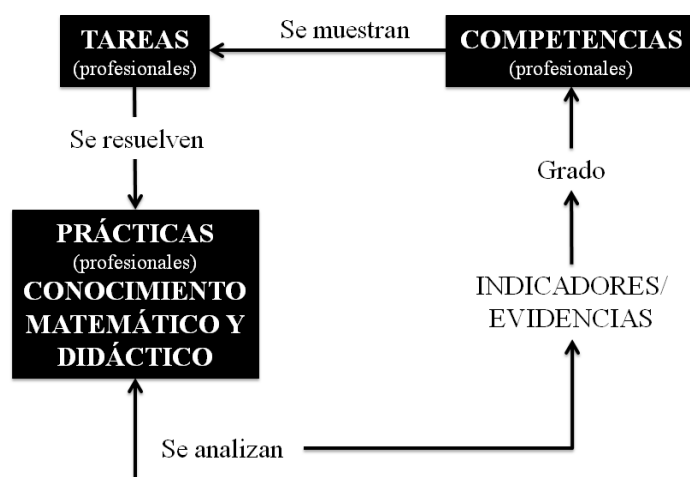 TAREAS
(profesionales)
Se muestran
COMPETENCIAS
(profesionales)
Se resuelven
Grado
PRÁCTICAS
(profesionales)
CONOCIMIENTO
MATEMÁTICO Y
DIDÁCTICO
INDICADORES/
EVIDENCIAS
Se analizan